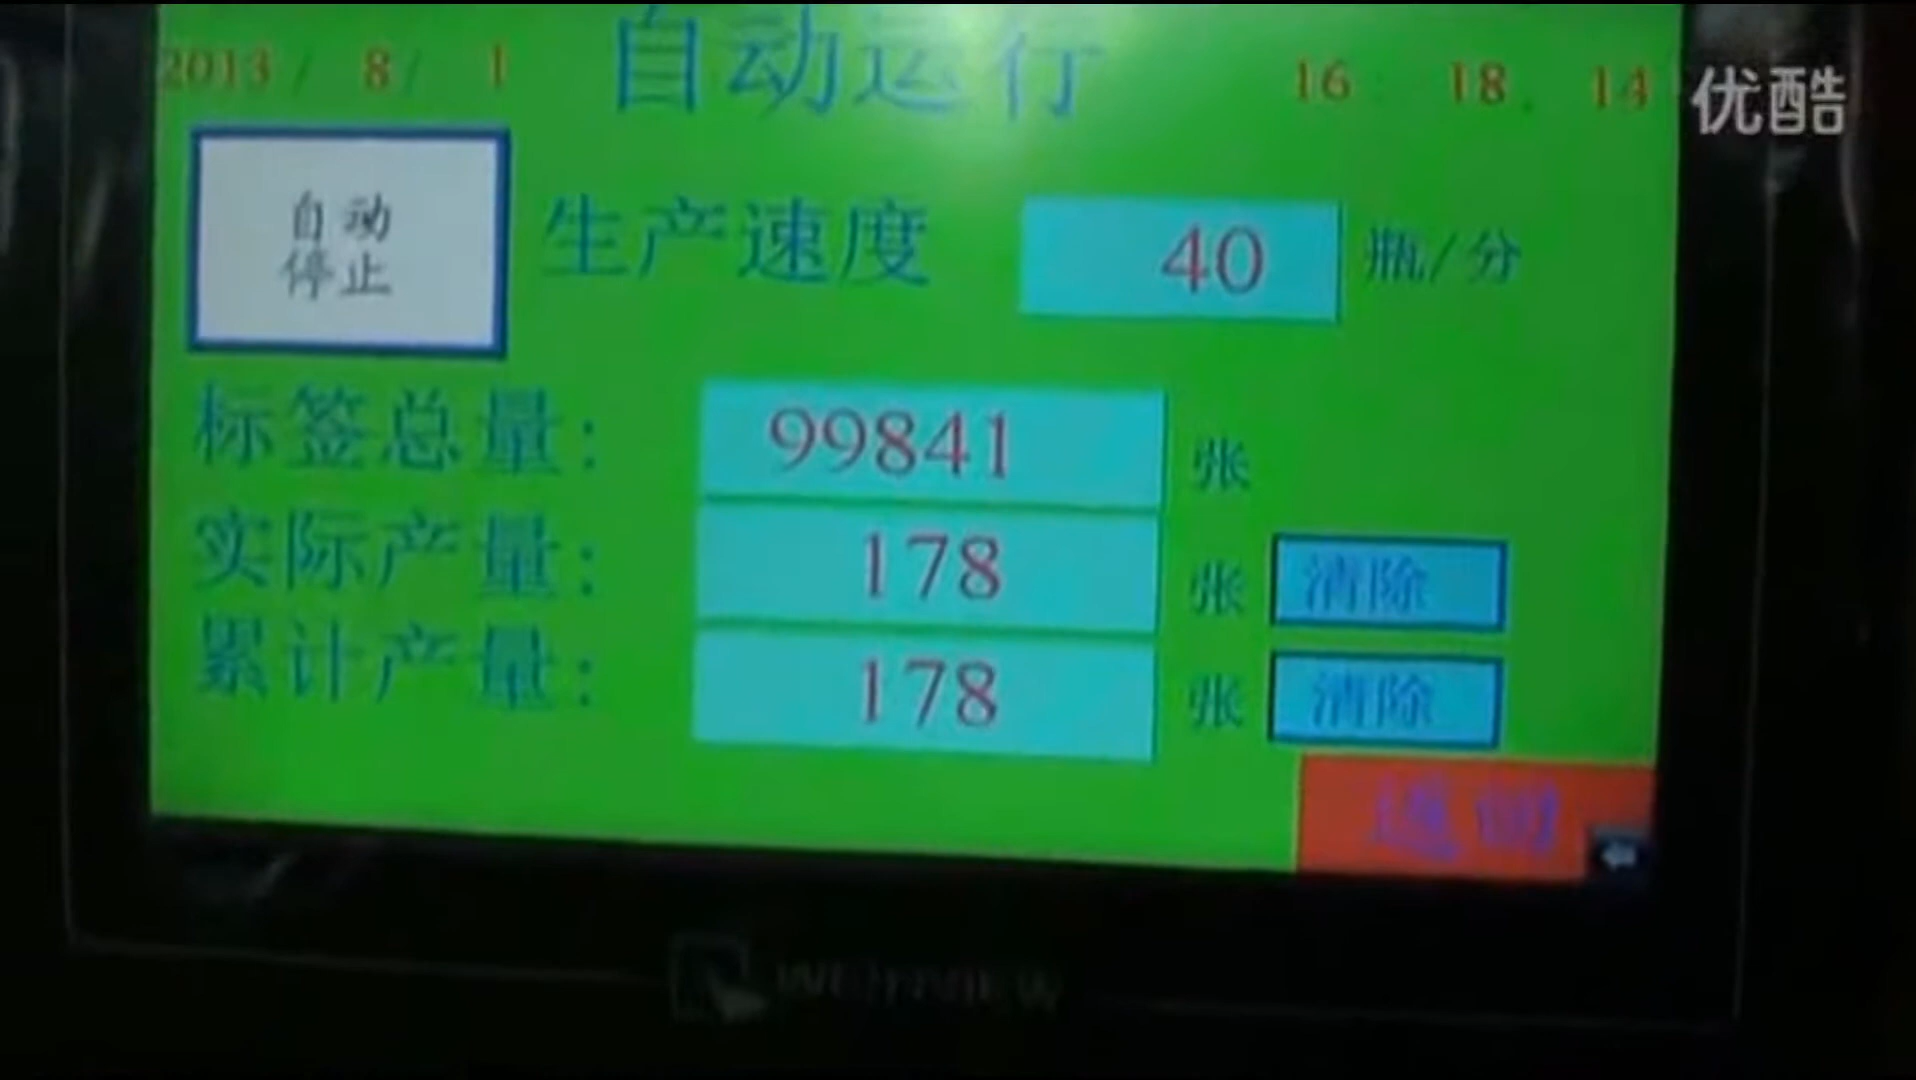 2013 / 8 / 1 自动运行 16 : 18 : 14
优酷
自动
停止
生产速度 40 瓶/分
标签总量: 99841 张
实际产量: 178 张 清除
累计产量: 178 张 清除
返回